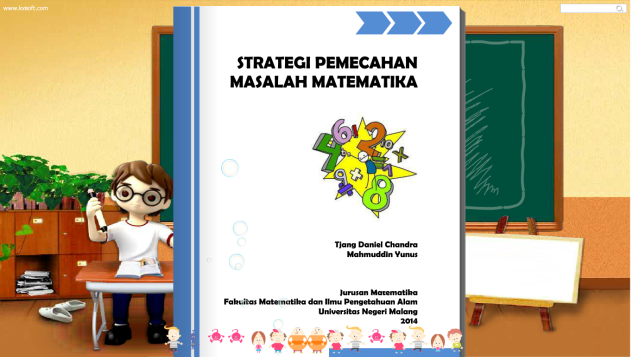 www.kvisoft.com
STRATEGI PEMECAHAN
MASALAH MATEMATIKA
Tjang Daniel Chandra
Mahmuddin Yunus
Jurusan Matematika
Fakultas Matematika dan Ilmu Pengetahuan Alam
Universitas Negeri Malang
2014